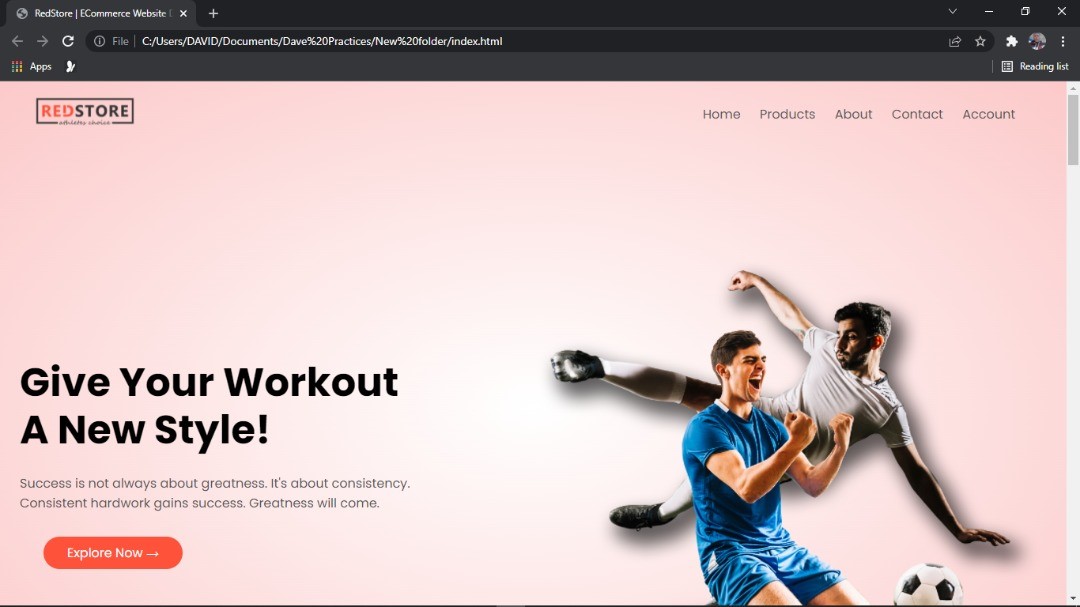 RedStore | ECommerce Website
File
C:/Users/DAVID/Documents/Dave%20Practices/New%20folder/index.html
Apps
Reading list
REDSTORE
athletes choice
Home Products About Contact Account
Give Your Workout
A New Style!
Success is not always about greatness. It's about consistency.
Consistent hardwork gains success. Greatness will come.
Explore Now →